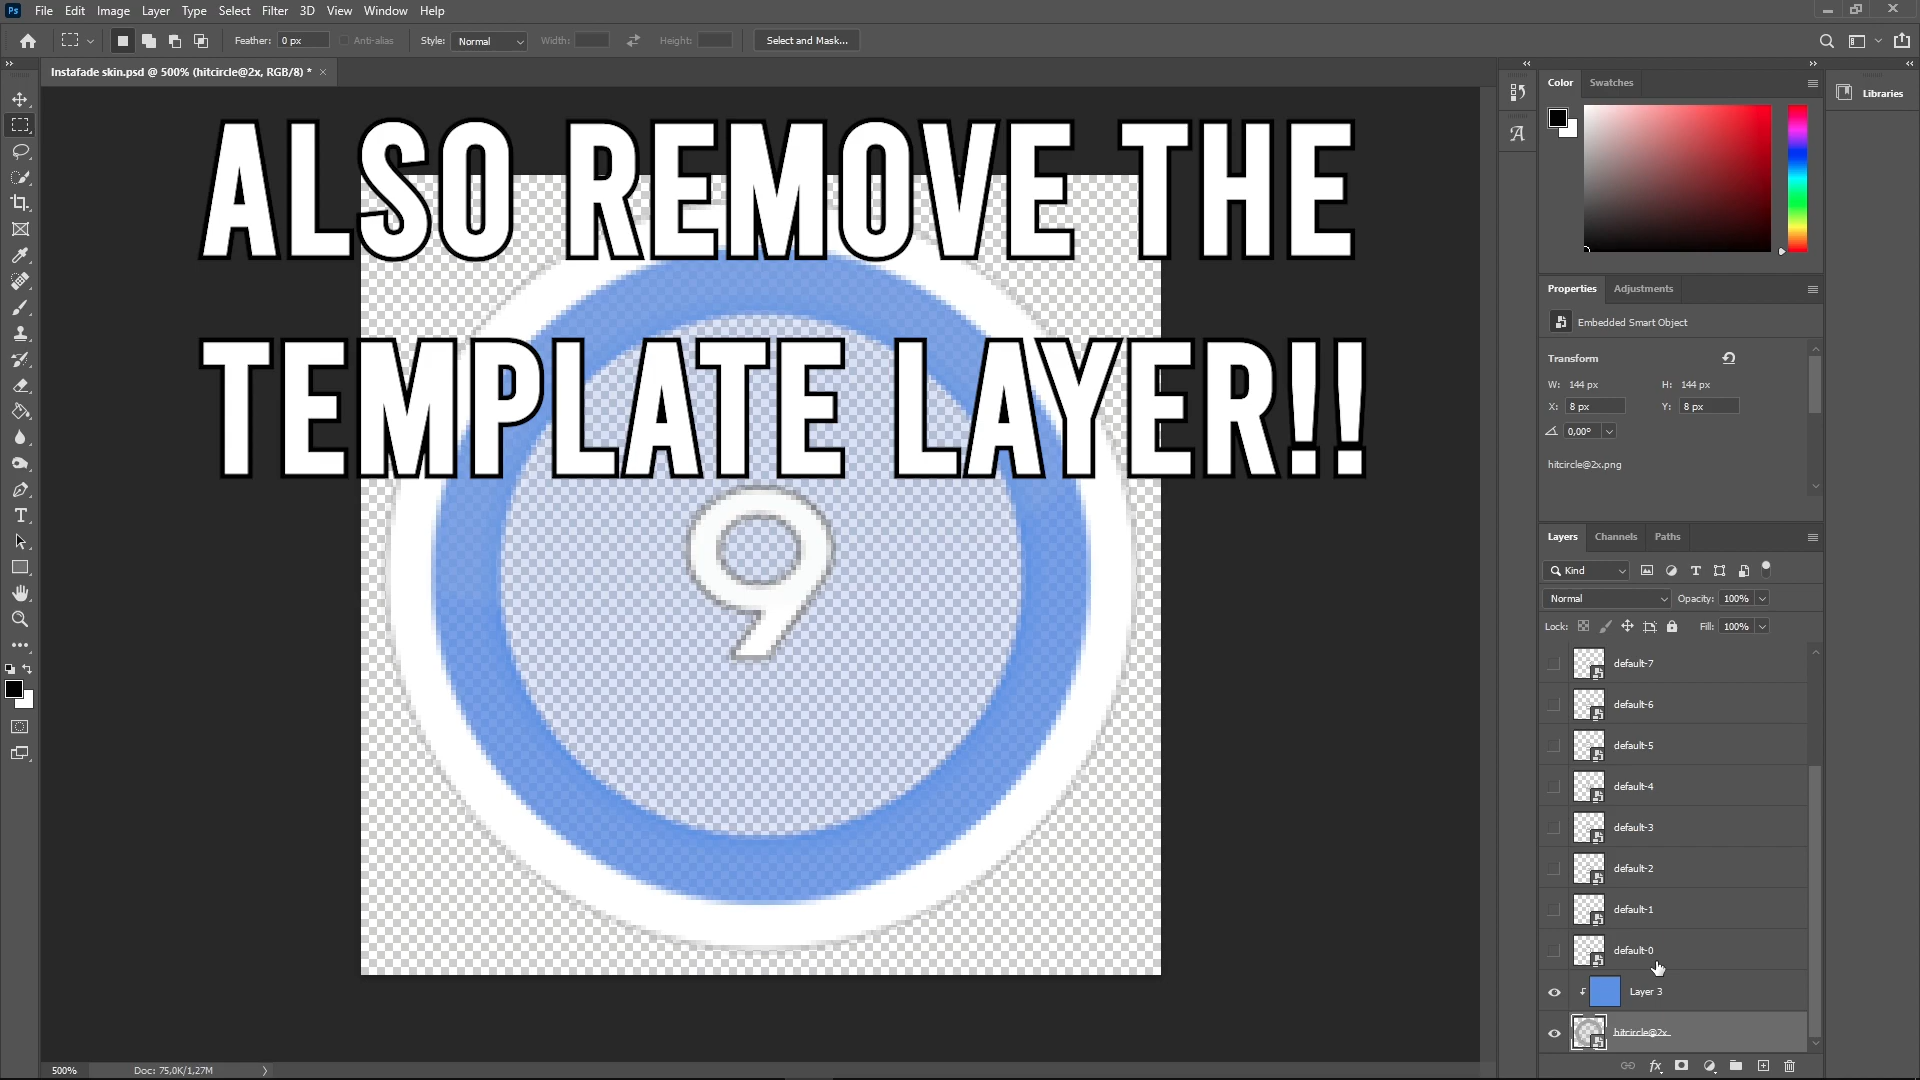 Ps File Edit Image Layer Type Select Filter 3D View Window Help
Feather: 0 px Anti-alias Style: Normal Width: Height: Select and Mask...
Instafade skin.psd @ 500% (hitcircle@2x, RGB/8) *
ALSO REMOVE THE
TEMPLATE LAYER!!
9
500% Doc: 75,0K/1,27M
Color Swatches
Libraries
Properties Adjustments
Embedded Smart Object
Transform
W: 144 px H: 144 px
X: 8 px Y: 8 px
0,00°
hitcircle@2x.png
Layers Channels Paths
Kind
Normal Opacity: 100%
Lock: Fill: 100%
default-7
default-6
default-5
default-4
default-3
default-2
default-1
default-0
Layer 3
hitcircle@2x
fx